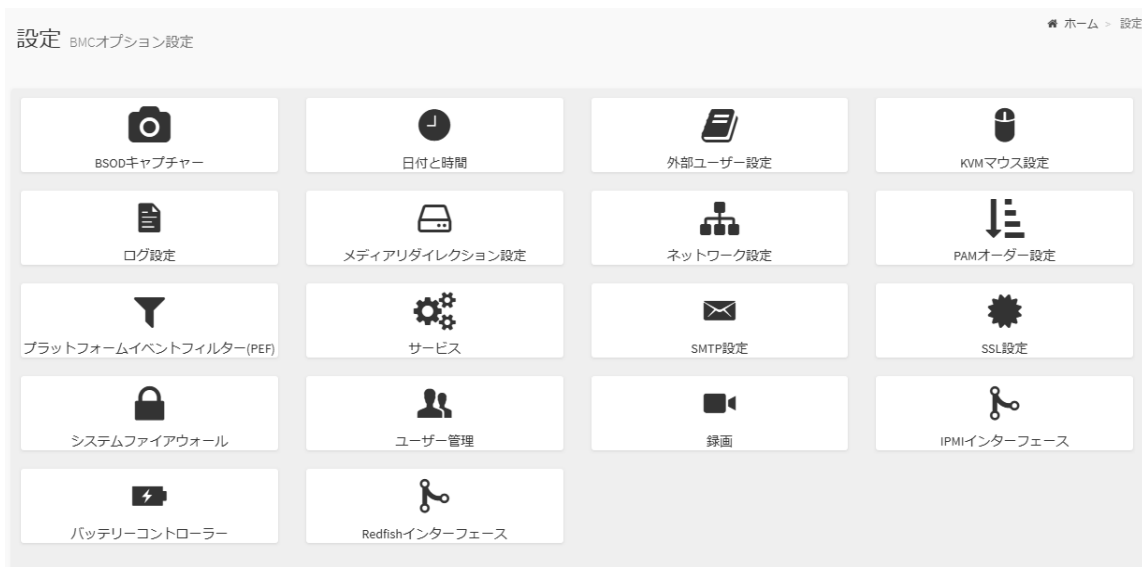 設定 BMCオプション設定
ホーム > 設定
BSODキャプチャー
日付と時間
外部ユーザー設定
KVMマウス設定
ログ設定
メディアリダイレクション設定
ネットワーク設定
PAMオーダー設定
プラットフォームイベントフィルター(PEF)
サービス
SMTP設定
SSL設定
システムファイアウォール
ユーザー管理
録画
IPMIインターフェース
バッテリーコントローラー
Redfishインターフェース